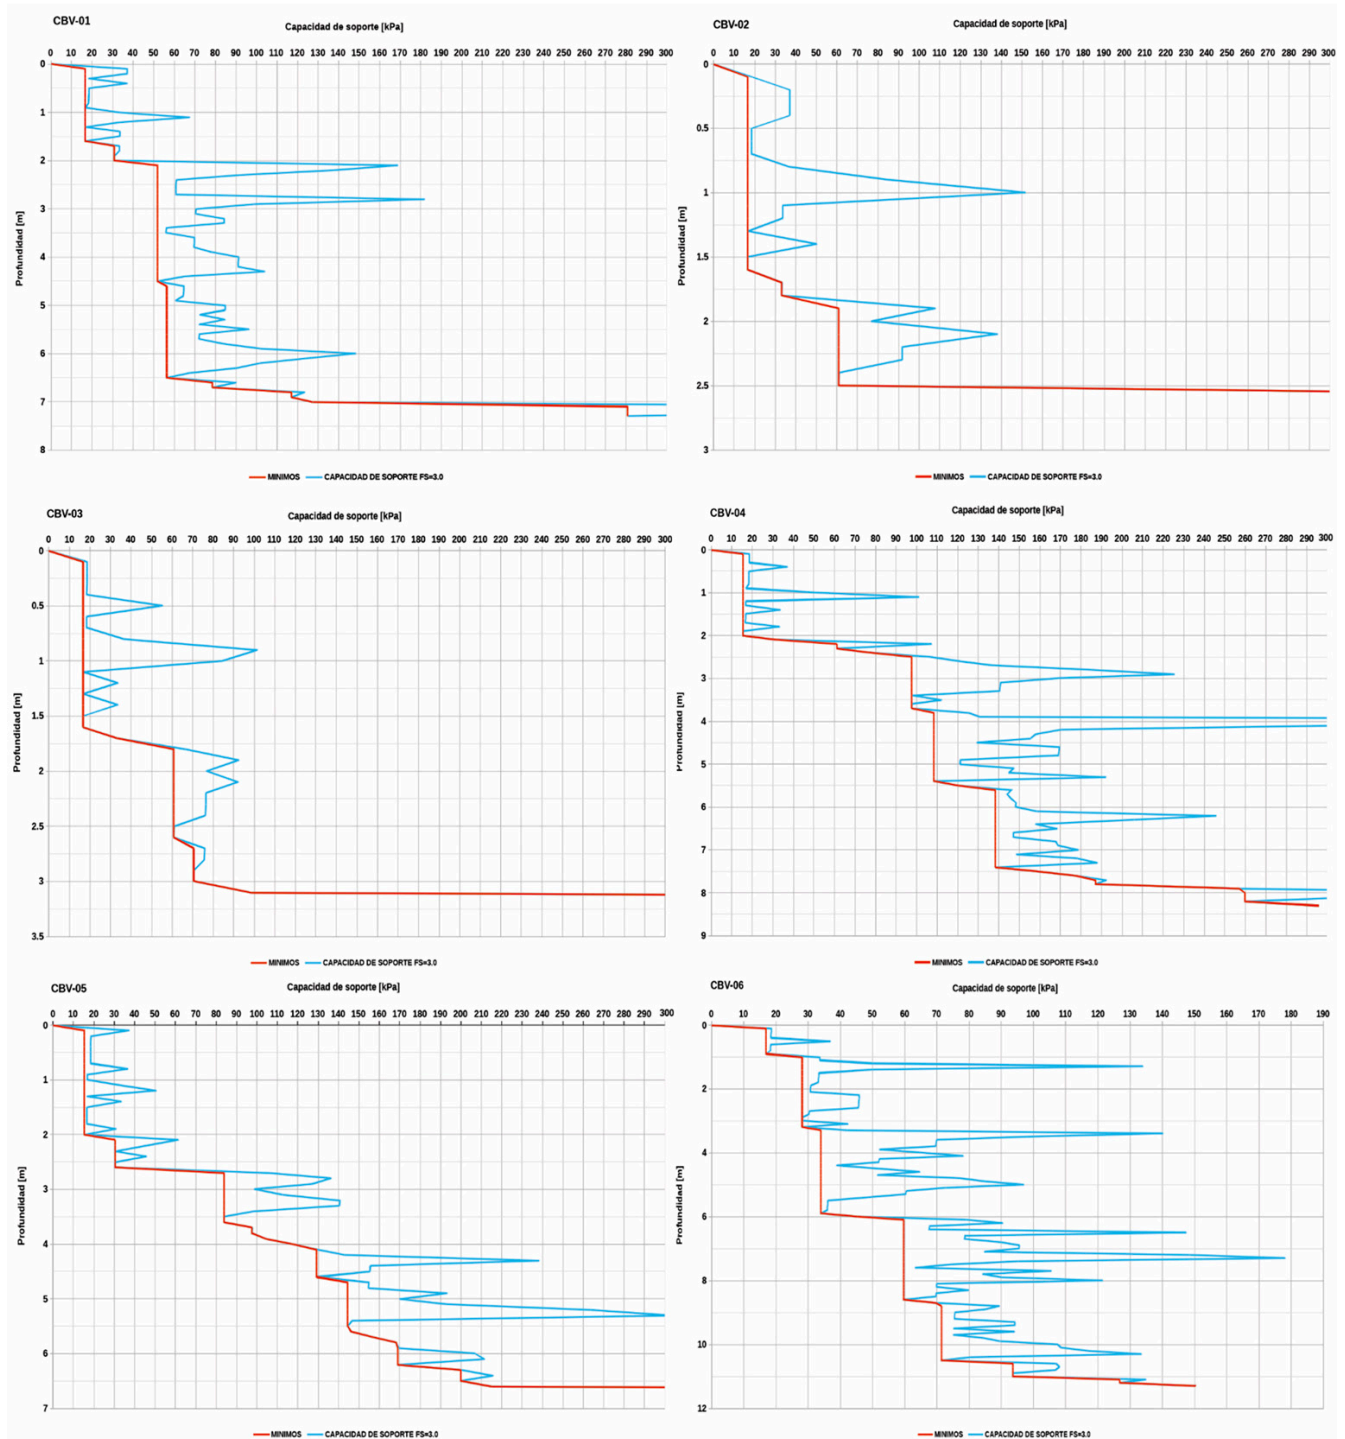 CBV-01
Capacidad de soporte [kPa]
0 10 20 30 40 50 60 70 80 90 100 110 120 130 140 150 160 170 180 190 200 210 220 230 240 250 260 270 280 290 300
0
1
2
3
4
5
6
7
8
Profundidad [m]
MINIMOS CAPACIDAD DE SOPORTE FS=3.0
CBV-02
Capacidad de soporte [kPa]
0 10 20 30 40 50 60 70 80 90 100 110 120 130 140 150 160 170 180 190 200 210 220 230 240 250 260 270 280 290 300
0
0.5
1
1.5
2
2.5
3
Profundidad [m]
MINIMOS CAPACIDAD DE SOPORTE FS=3.0
CBV-03
Capacidad de soporte [kPa]
0 10 20 30 40 50 60 70 80 90 100 110 120 130 140 150 160 170 180 190 200 210 220 230 240 250 260 270 280 290 300
0
0.5
1
1.5
2
2.5
3
3.5
Profundidad [m]
MINIMOS CAPACIDAD DE SOPORTE FS=3.0
CBV-04
Capacidad de soporte [kPa]
0 10 20 30 40 50 60 70 80 90 100 110 120 130 140 150 160 170 180 190 200 210 220 230 240 250 260 270 280 290 300
0
1
2
3
4
5
6
7
8
9
Profundidad [m]
MINIMOS CAPACIDAD DE SOPORTE FS=3.0
CBV-05
Capacidad de soporte [kPa]
0 10 20 30 40 50 60 70 80 90 100 110 120 130 140 150 160 170 180 190 200 210 220 230 240 250 260 270 280 290 300
0
1
2
3
4
5
6
7
Profundidad [m]
MINIMOS CAPACIDAD DE SOPORTE FS=3.0
CBV-06
Capacidad de soporte [kPa]
0 10 20 30 40 50 60 70 80 90 100 110 120 130 140 150 160 170 180 190
0
2
4
6
8
10
12
Profundidad [m]
MINIMOS CAPACIDAD DE SOPORTE FS=3.0